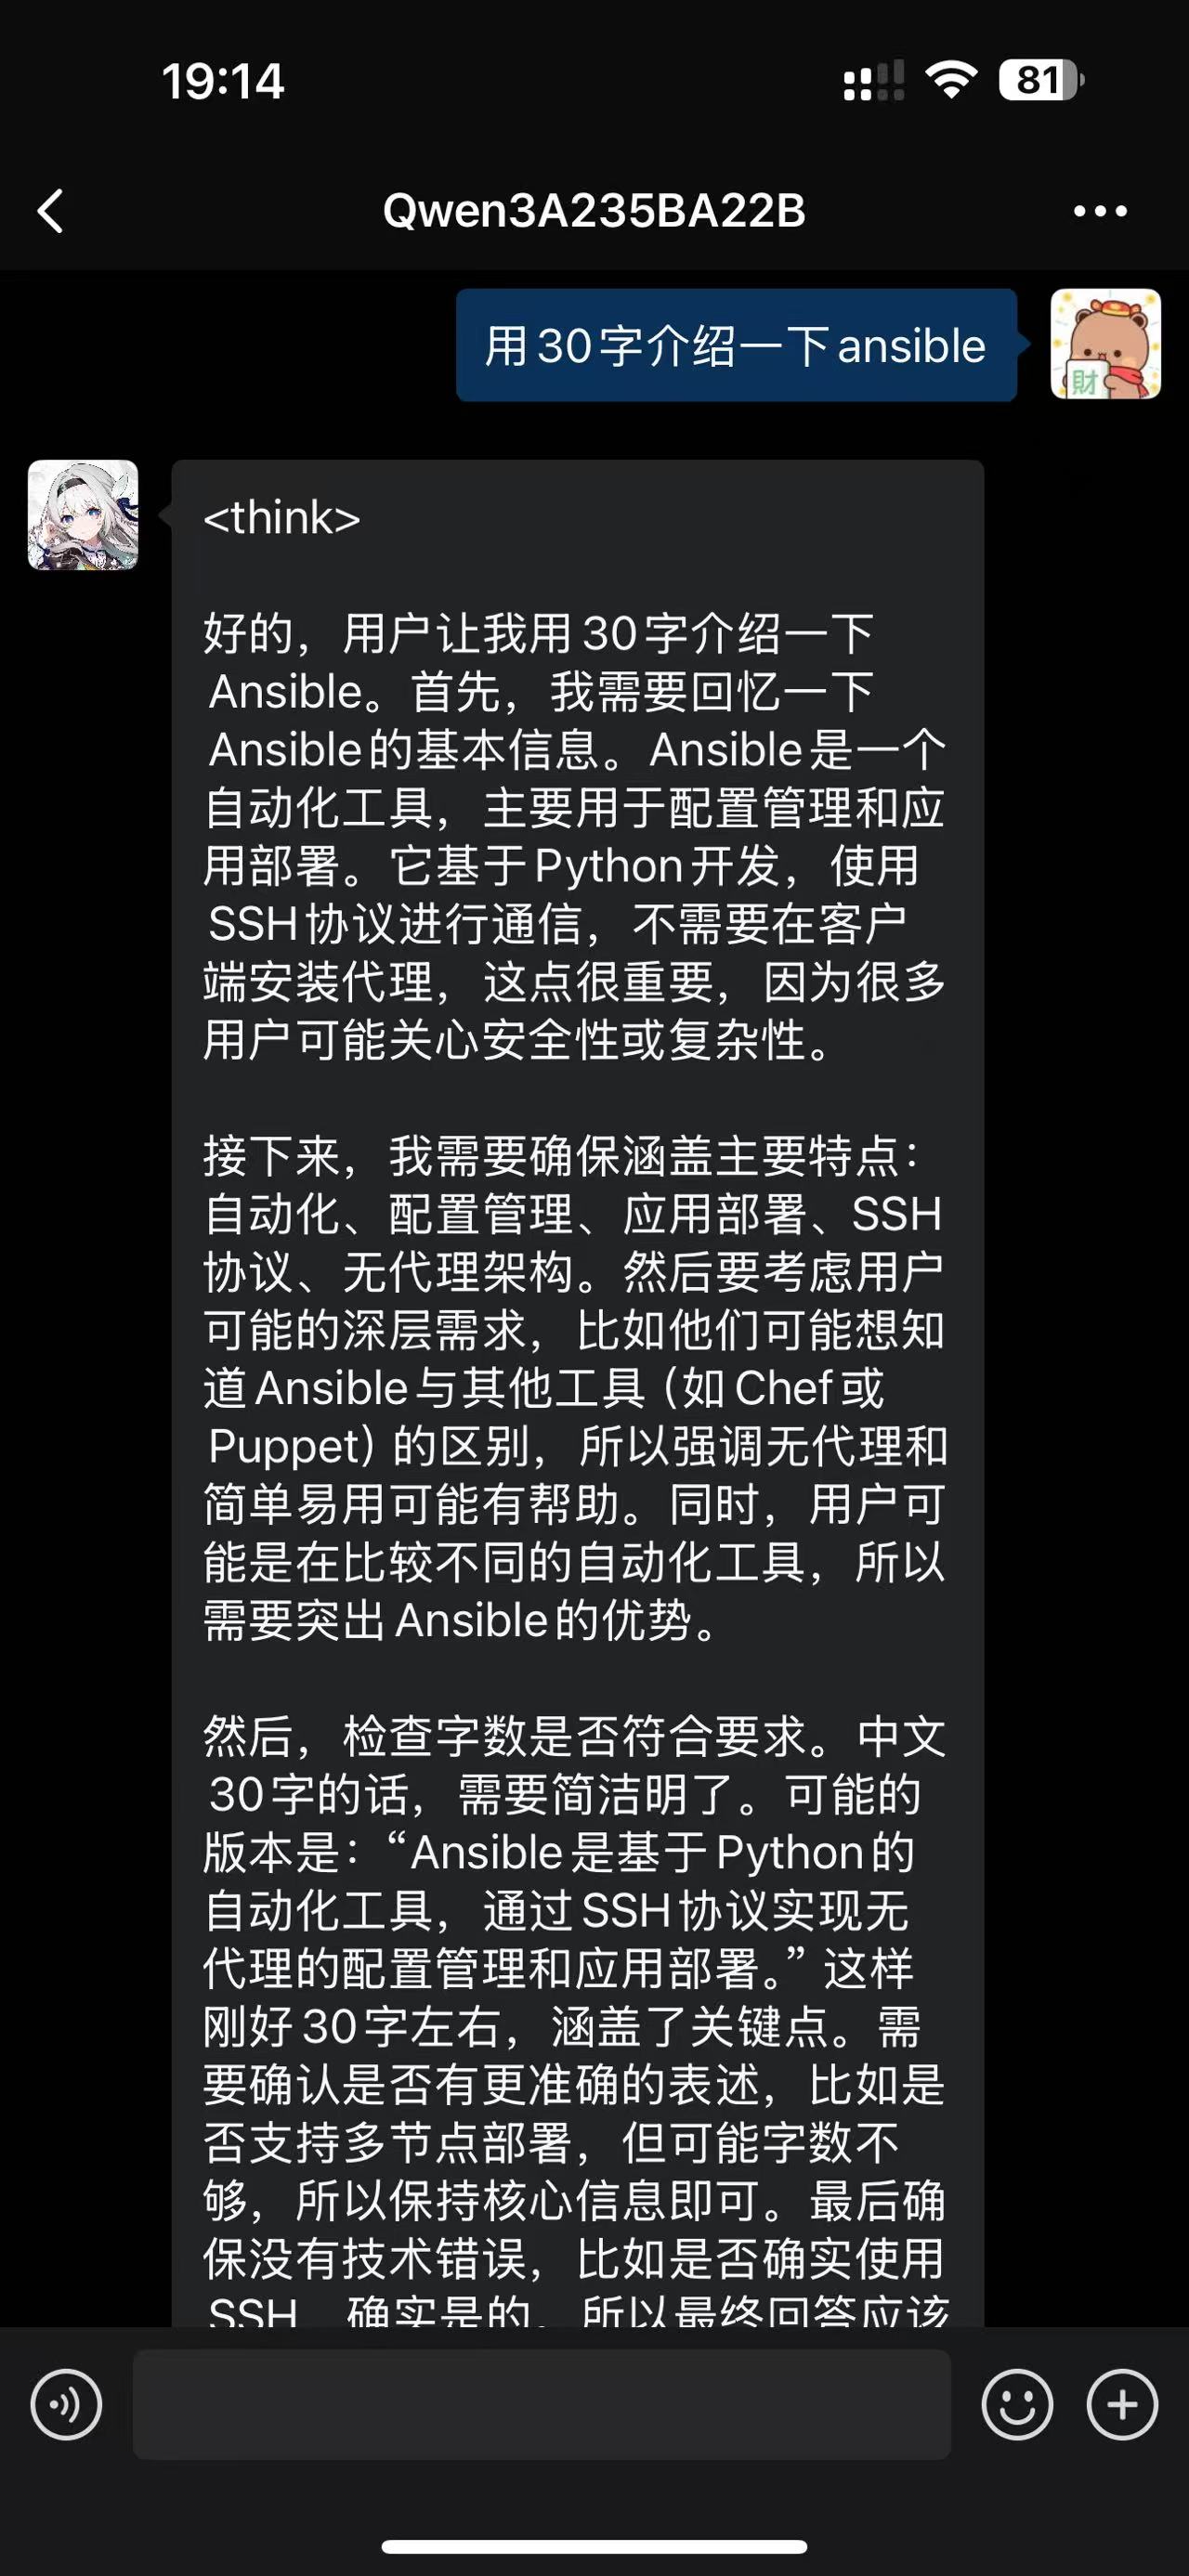 19:14
81
Qwen3A235BA22B
用30字介绍一下ansible
財
<think>
好的，用户让我用30字介绍一下
Ansible。首先，我需要回忆一下
Ansible的基本信息。Ansible是一个
自动化工具，主要用于配置管理和应
用部署。它基于Python开发，使用
SSH协议进行通信，不需要在客户
端安装代理，这点很重要，因为很多
用户可能关心安全性或复杂性。
接下来，我需要确保涵盖主要特点：
自动化、配置管理、应用部署、SSH
协议、无代理架构。然后要考虑用户
可能的深层需求，比如他们可能想知
道Ansible与其他工具（如Chef或
Puppet）的区别，所以强调无代理和
简单易用可能有帮助。同时，用户可
能是在比较不同的自动化工具，所以
需要突出Ansible的优势。
然后，检查字数是否符合要求。中文
30字的话，需要简洁明了。可能的
版本是：“Ansible是基于Python的
自动化工具，通过SSH协议实现无
代理的配置管理和应用部署。”这样
刚好30字左右，涵盖了关键点。需
要确认是否有更准确的表述，比如是
否支持多节点部署，但可能字数不
够，所以保持核心信息即可。最后确
保没有技术错误，比如是否确实使用
SSH，确实是的，所以最终回答应该